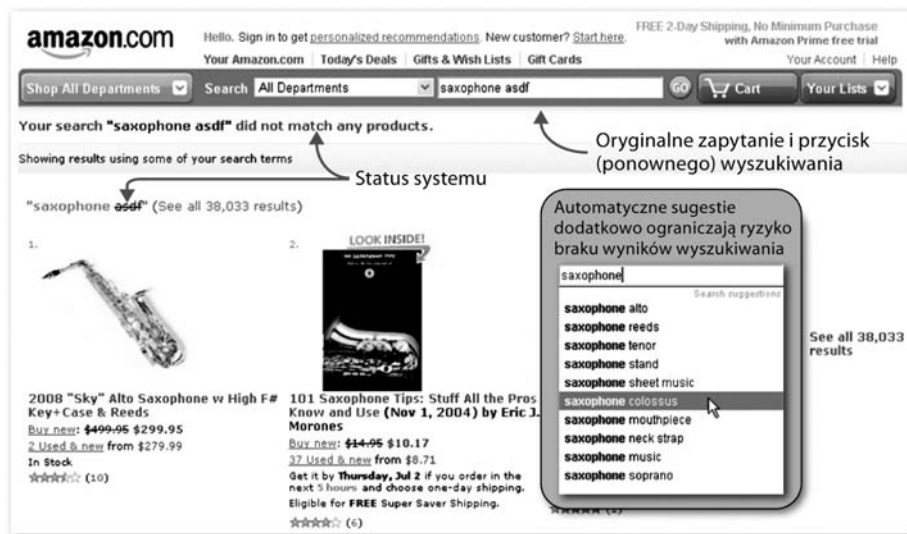 amazon.com
Hello. Sign in to get personalized recommendations. New customer? Start here.
FREE 2-Day Shipping, No Minimum Purchase
with Amazon Prime free trial
Your Amazon.com | Today's Deals | Gifts & Wish Lists | Gift Cards
Your Account | Help
Shop All Departments
Search All Departments
saxophone asdf
GO
Cart
Your Lists
Your search "saxophone asdf" did not match any products.
Oryginalne zapytanie i przycisk
(ponownego) wyszukiwania
Showing results using some of your search terms
Status systemu
"saxophone asdf" (See all 38,033 results)
1.
2008 "Sky" Alto Saxophone w High F#
Key+Case & Reeds
Buy new: $499.95 $299.95
2 Used & new from $279.99
In Stock
(10)
2.
LOOK INSIDE!
101 Saxophone Tips: Stuff All the Pros
Know and Use (Nov 1, 2004) by Eric J.
Morones
Buy new: $14.95 $10.17
37 Used & new from $8.71
Get it by Thursday, Jul 2 if you order in the
next 5 hours and choose one-day shipping.
Eligible for FREE Super Saver Shipping.
(6)
Automatyczne sugestie
dodatkowo ograniczają ryzyko
braku wyników wyszukiwania
saxophone
Search suggestions
saxophone alto
saxophone reeds
saxophone tenor
saxophone stand
saxophone sheet music
saxophone colossus
saxophone mouthpiece
saxophone neck strap
saxophone music
saxophone soprano
See all 38,033
results